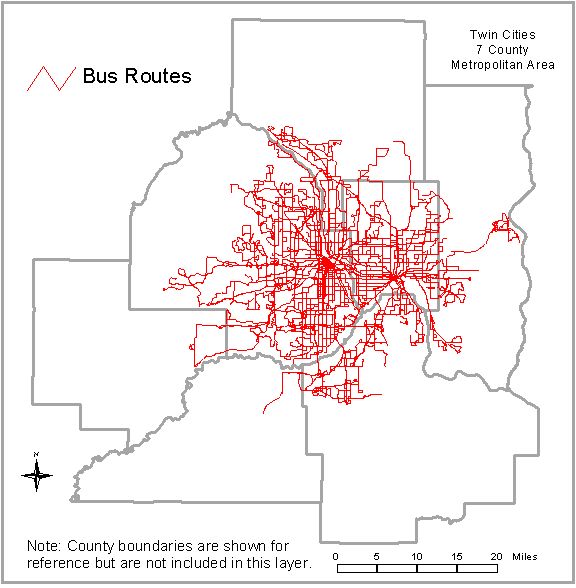 Twin Cities
7 County
Metropolitan Area
Bus Routes
N
Note: County boundaries are shown for
reference but are not included in this layer.
0 5 10 15 20 Miles